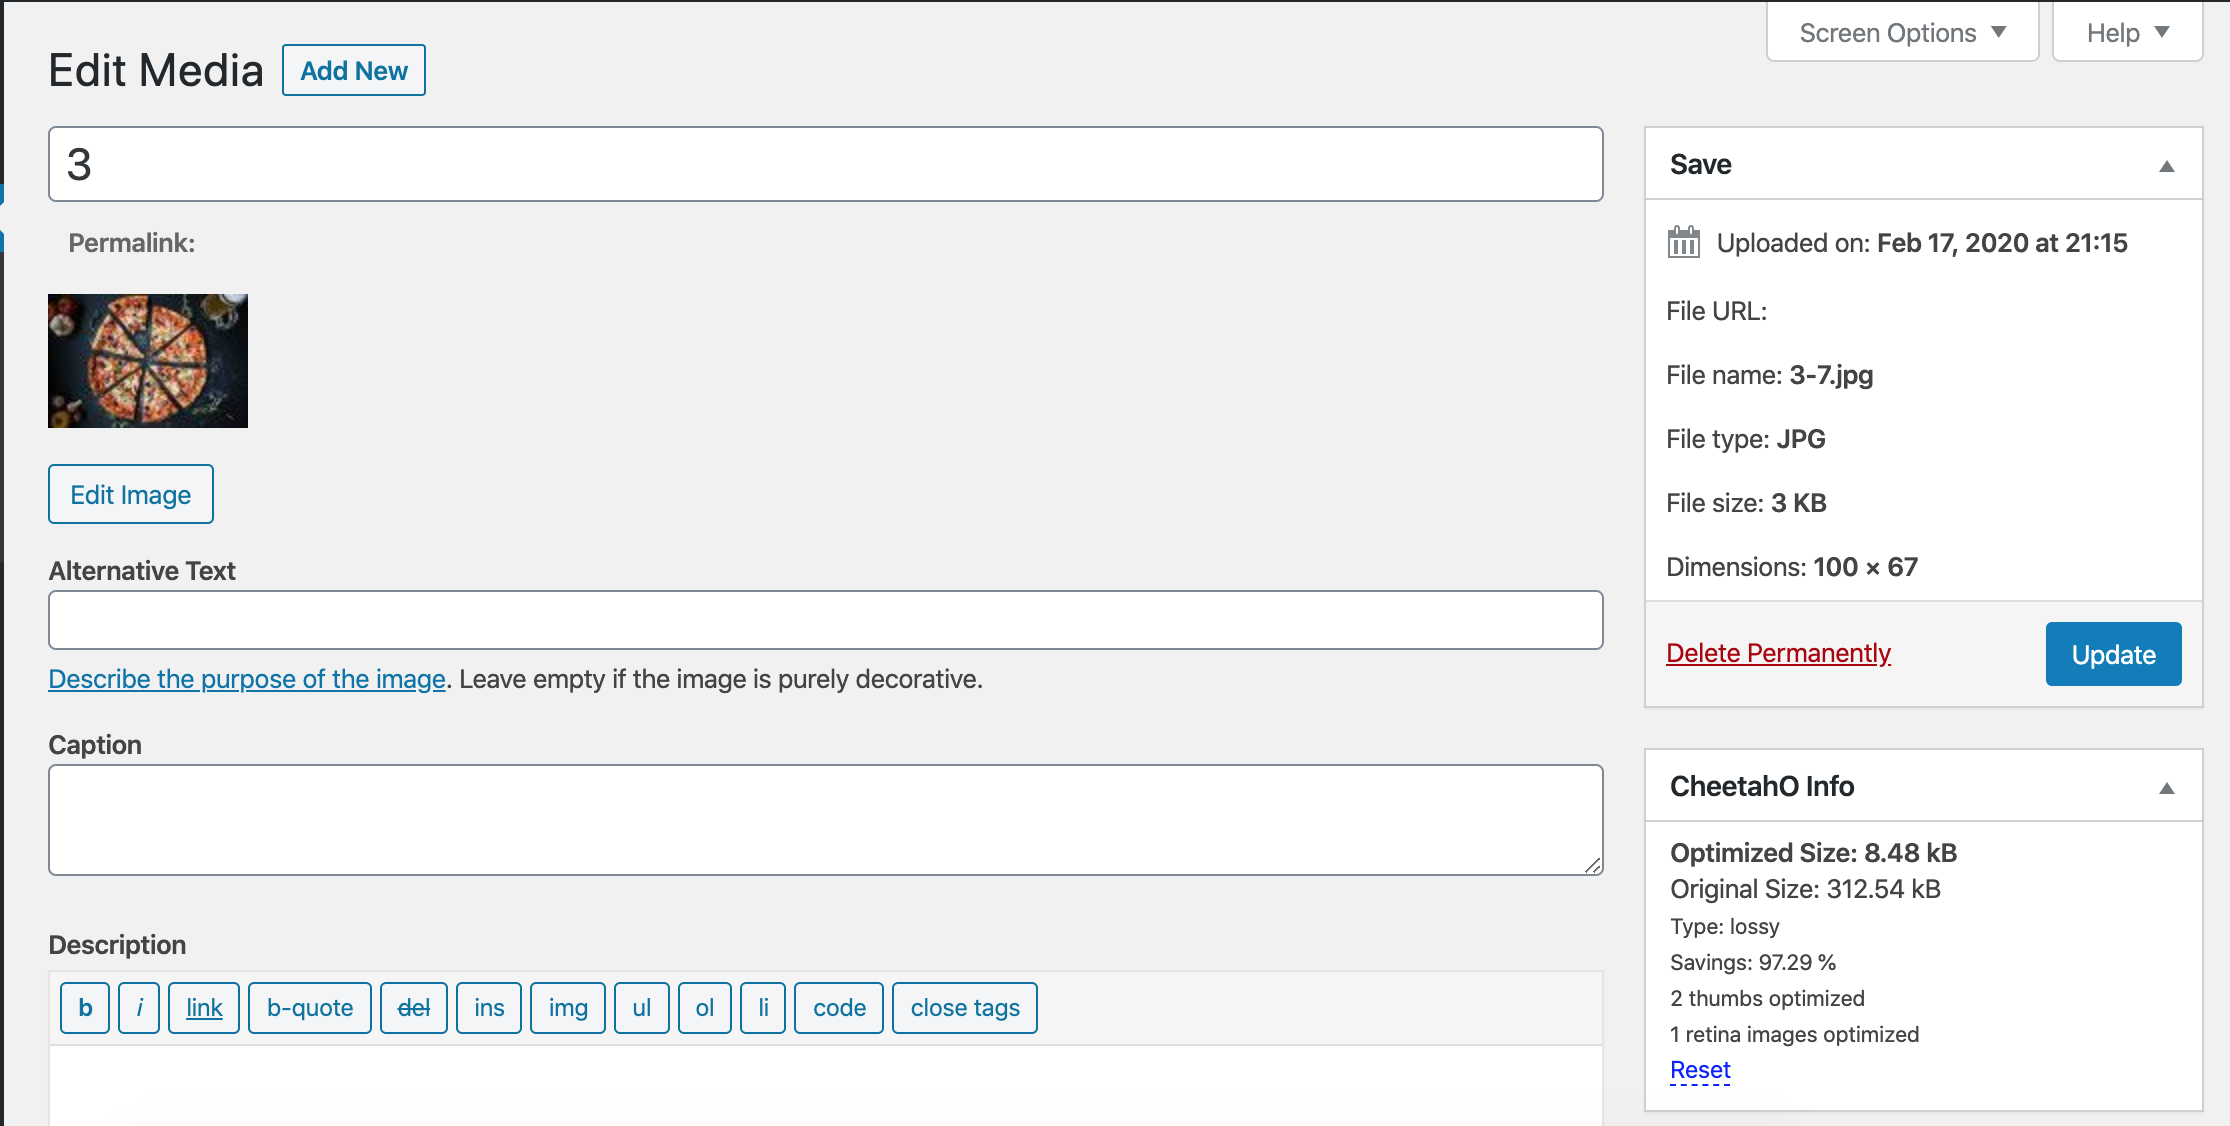 Screen Options ▼
Help ▼
Edit Media
Add New
3
Permalink:
Edit Image
Alternative Text
Describe the purpose of the image. Leave empty if the image is purely decorative.
Caption
Description
b
i
link
b-quote
del
ins
img
ul
ol
li
code
close tags
Save
Uploaded on: Feb 17, 2020 at 21:15
File URL:
File name: 3-7.jpg
File type: JPG
File size: 3 KB
Dimensions: 100 × 67
Delete Permanently
Update
CheetahO Info
Optimized Size: 8.48 kB
Original Size: 312.54 kB
Type: lossy
Savings: 97.29 %
2 thumbs optimized
1 retina images optimized
Reset